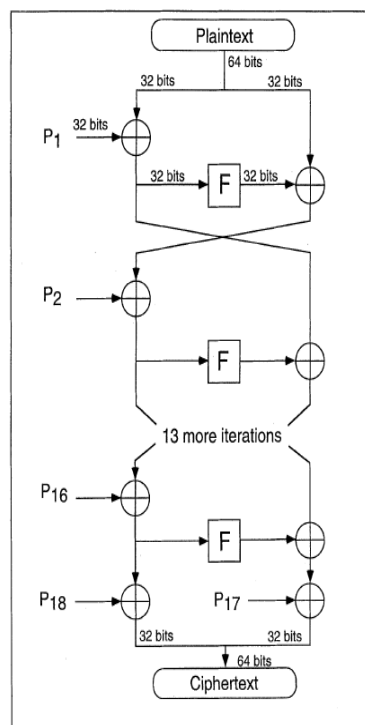 Plaintext
64 bits
32 bits 32 bits
P1 32 bits
32 bits F 32 bits
P2
F
13 more iterations
P16
F
P18 P17
32 bits 32 bits
64 bits
Ciphertext